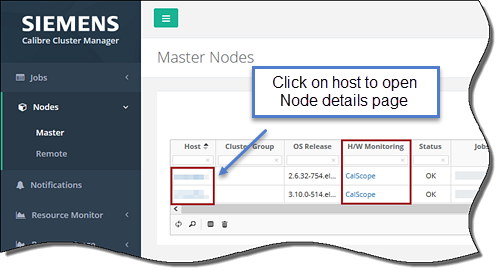 SIEMENS
Calibre Cluster Manager
Jobs
Nodes
Master
Remote
Notifications
Resource Monitor
Master Nodes
Click on host to open
Node details page
Host Cluster Group OS Release H/W Monitoring Status Jobs
2.6.32-754.el... CalScope OK
3.10.0-514.el... CalScope OK